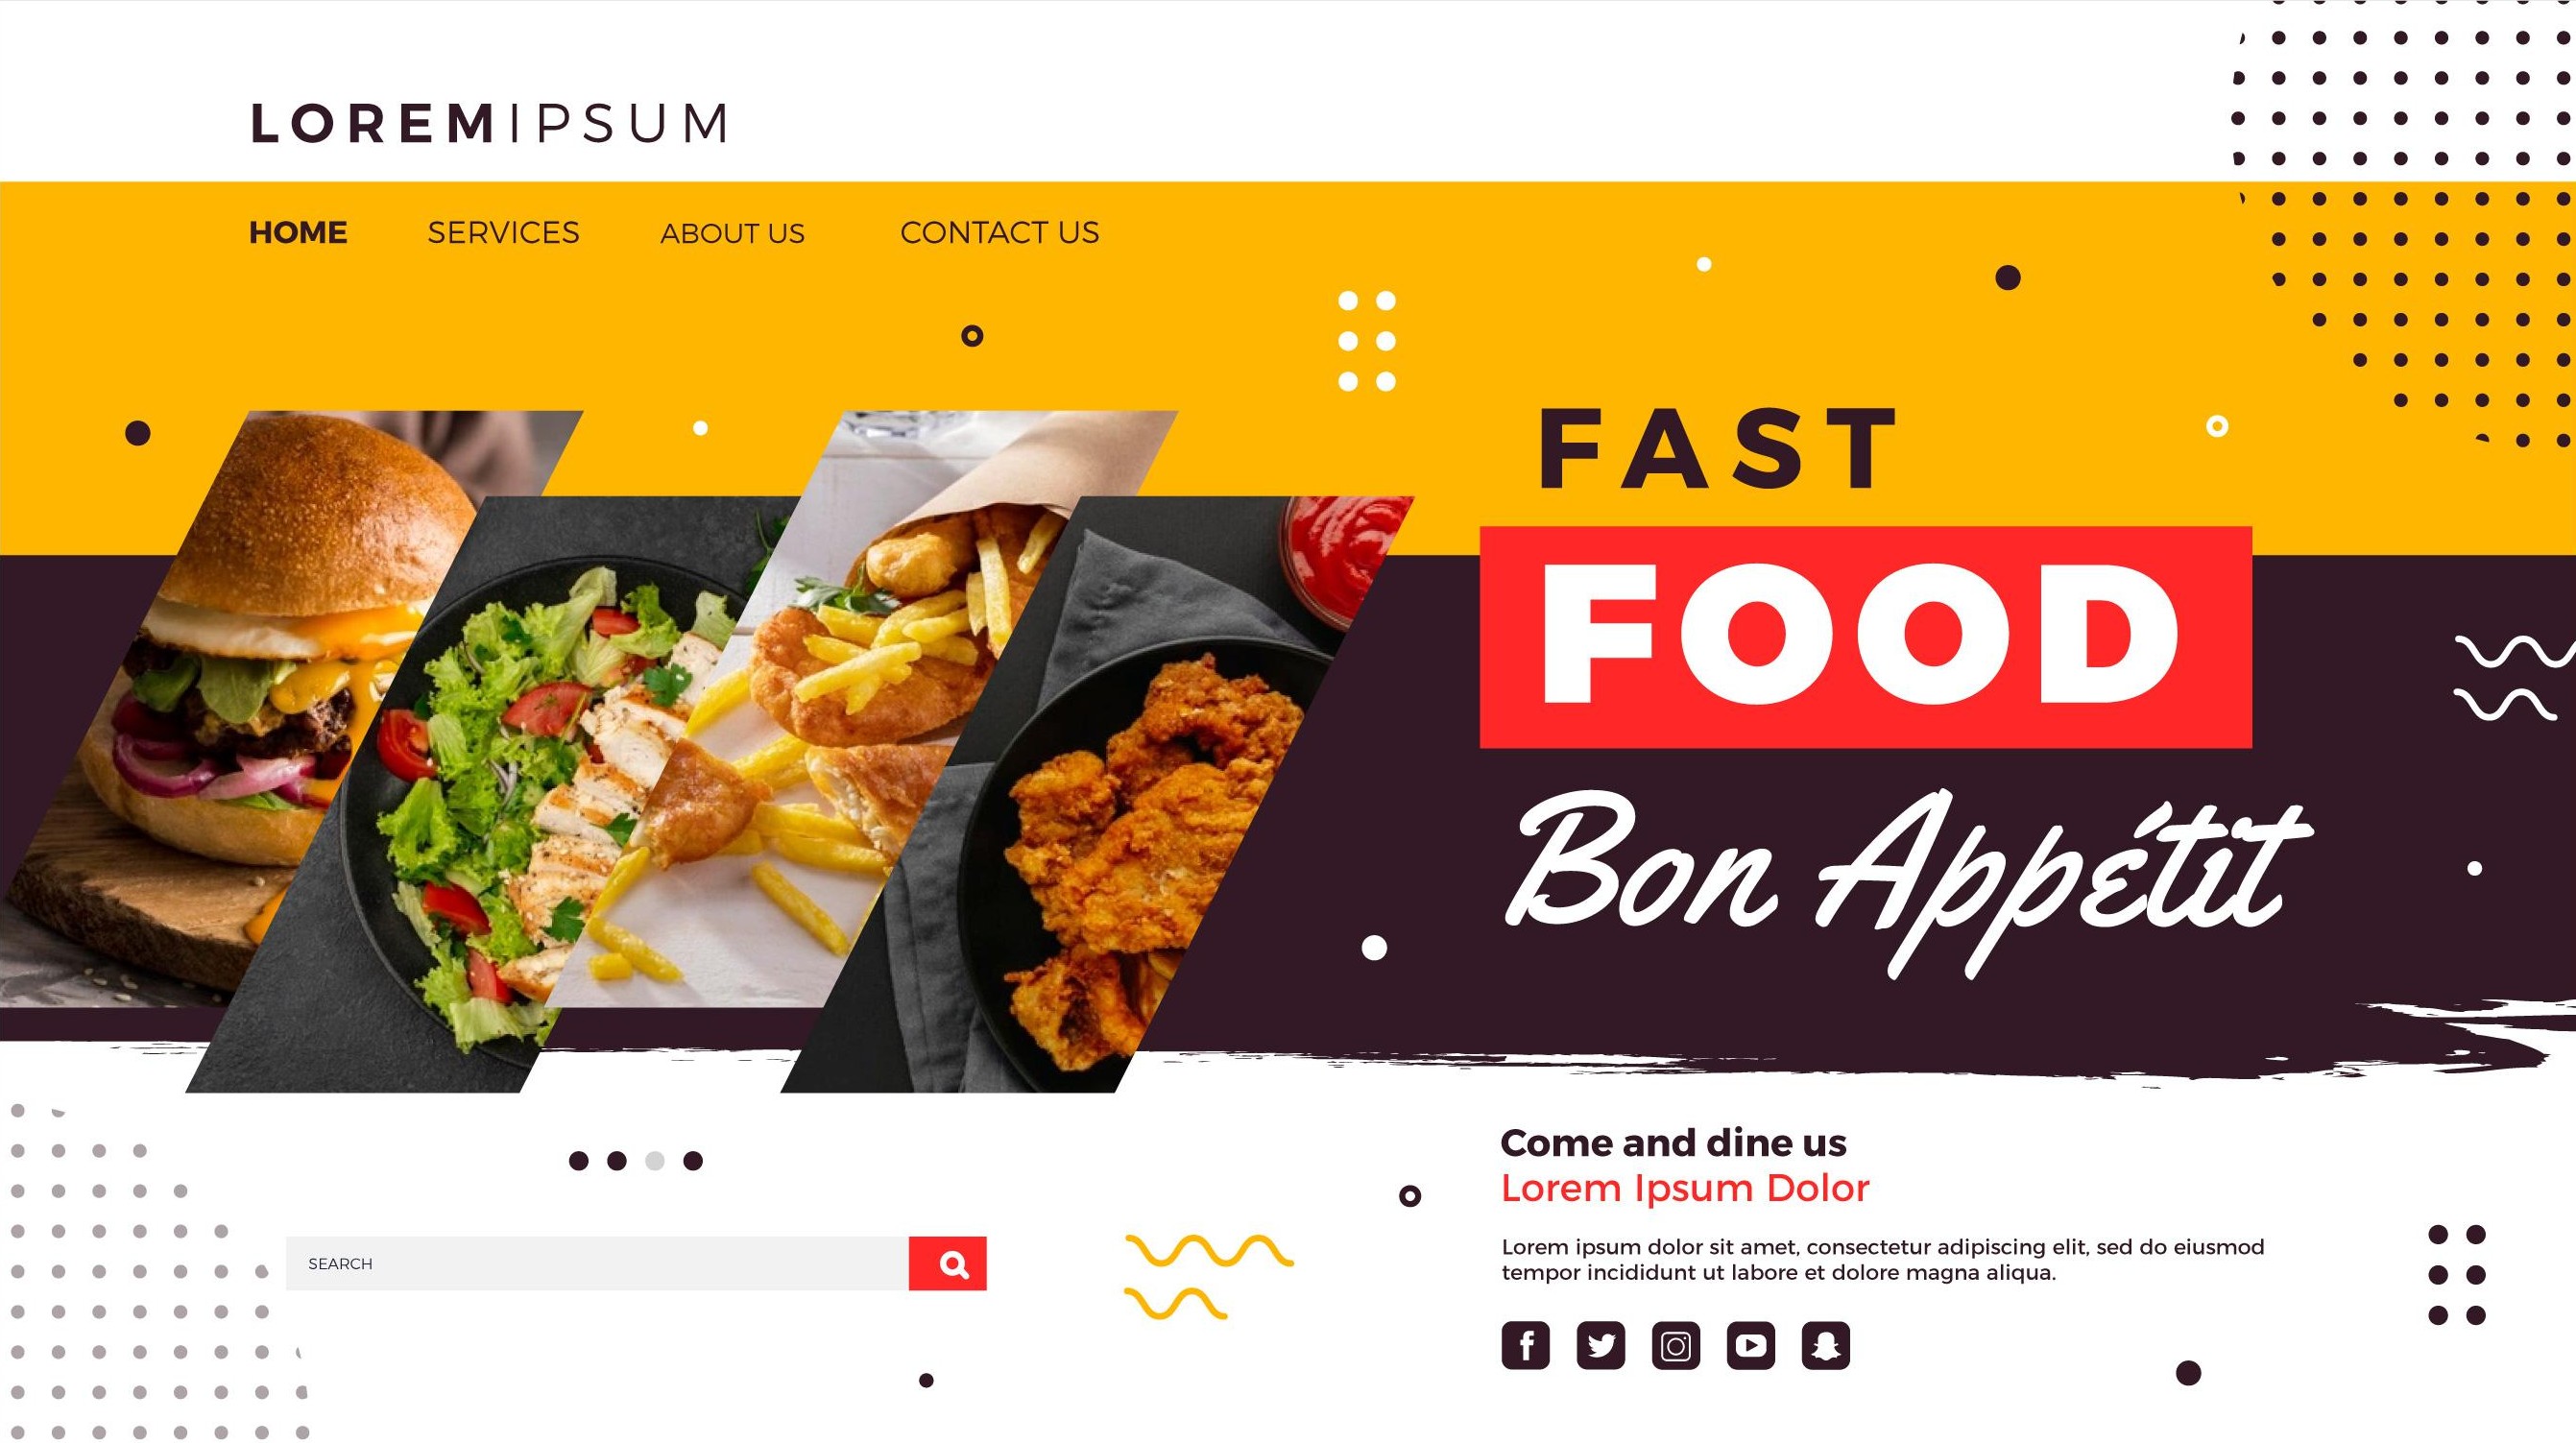 LOREMIPSUM
HOME SERVICES ABOUT US CONTACT US
FAST
FOOD
Bon Appétit
Come and dine us
Lorem Ipsum Dolor
Lorem ipsum dolor sit amet, consectetur adipiscing elit, sed do eiusmod
tempor incididunt ut labore et dolore magna aliqua.
SEARCH